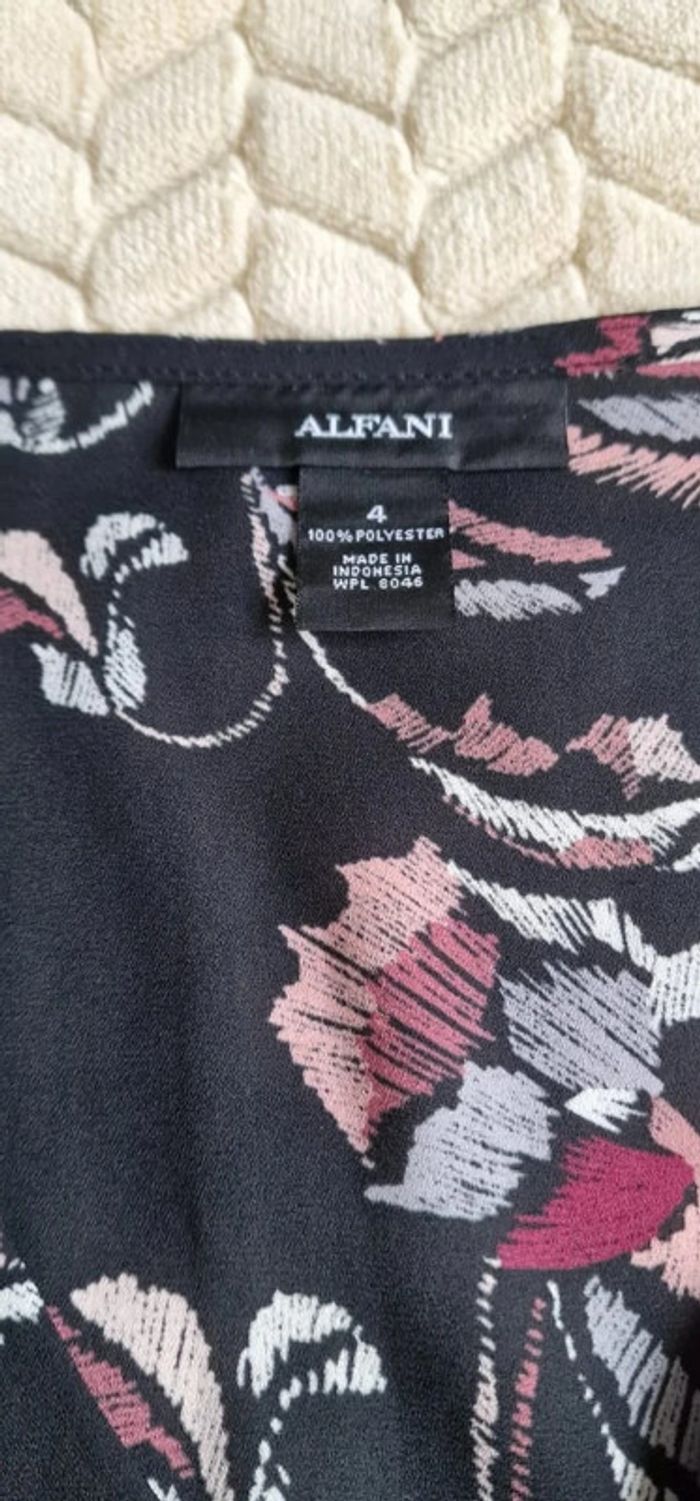 ALFANI
4
100% POLYESTER
MADE IN
INDONESIA
WPL 8046